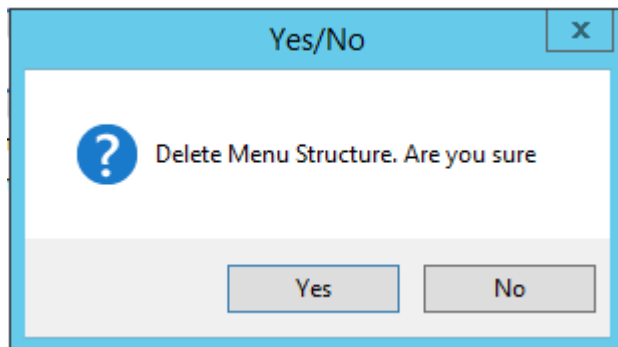 Yes/No
x
?
Delete Menu Structure. Are you sure
Yes
No